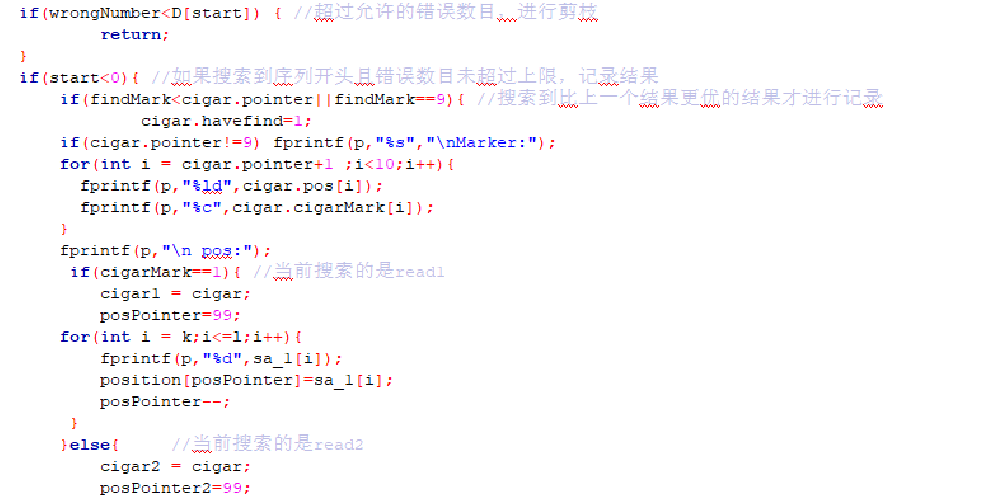 if(wrongNumber<D[start]) { //超过允许的错误数目，进行剪枝
return;
}
if(start<0){ //如果搜索到序列开头且错误数目未超过上限，记录结果
if(findMark<cigar.pointer||findMark==9){ //搜索到比上一个结果更优的结果才进行记录
cigar.havefind=1;
if(cigar.pointer!=9) fprintf(p,"%s","\nMarker:");
for(int i = cigar.pointer+1 ;i<10;i++){
fprintf(p,"%ld",cigar.pos[i]);
fprintf(p,"%c",cigar.cigarMark[i]);
}
fprintf(p,"\n pos:");
if(cigarMark==1){ //当前搜索的是read1
cigar1 = cigar;
posPointer=99;
for(int i = k;i<=l;i++){
fprintf(p,"%d",sa_l[i]);
position[posPointer]=sa_l[i];
posPointer--;
}
}else{ //当前搜索的是read2
cigar2 = cigar;
posPointer2=99;